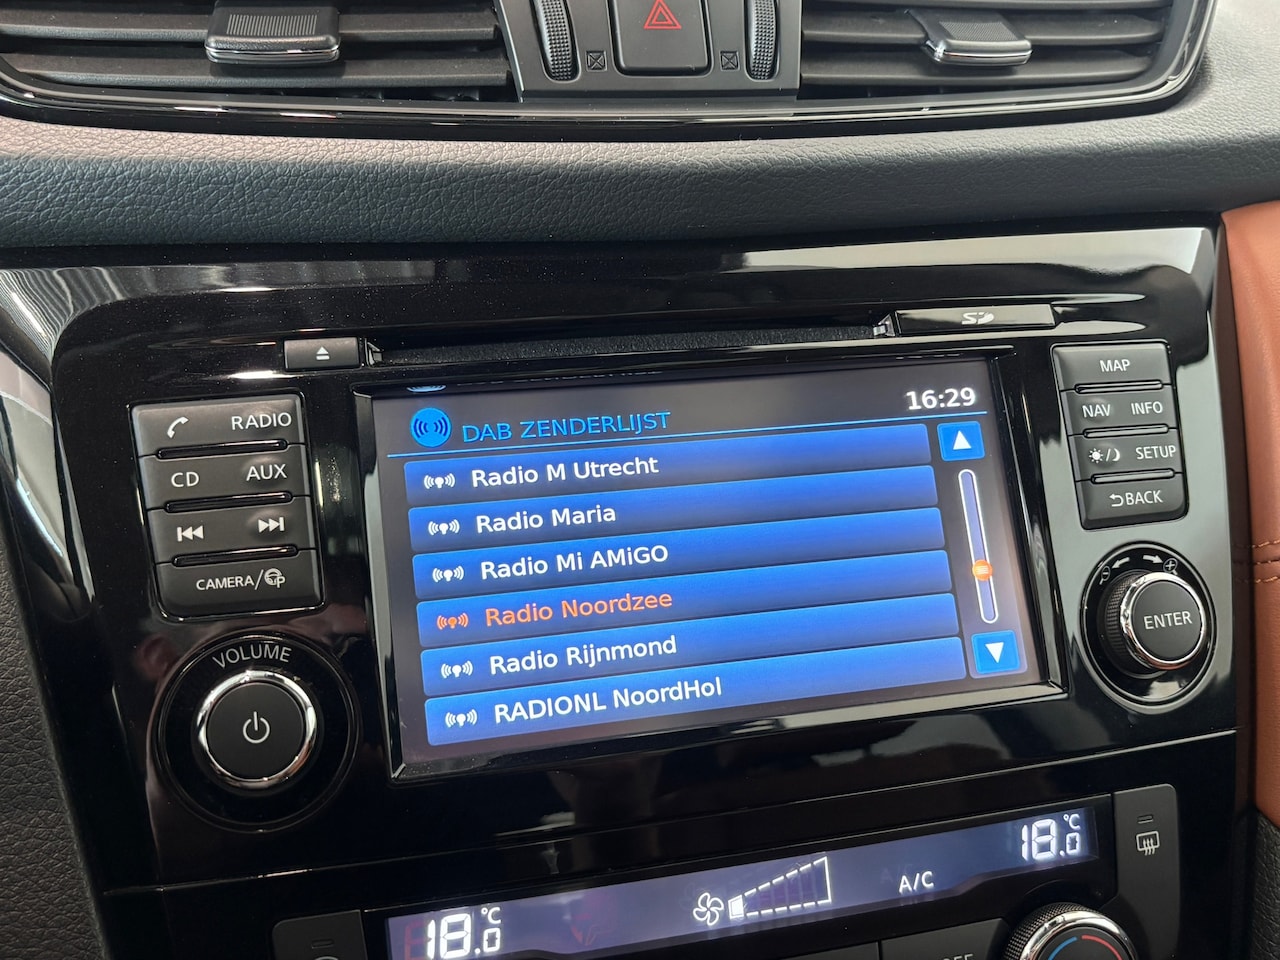 SD
MAP
RADIO
NAV INFO
16:29
DAB ZENDERLIJST
SETUP
CD AUX
BACK
Radio M Utrecht
Radio Maria
Radio Mi AMiGO
Radio Noordzee
Radio Rijnmond
RADIONL NoordHol
CAMERA/
ENTER
VOLUME
18.0 °C
A/C
18.0 °C
OFF